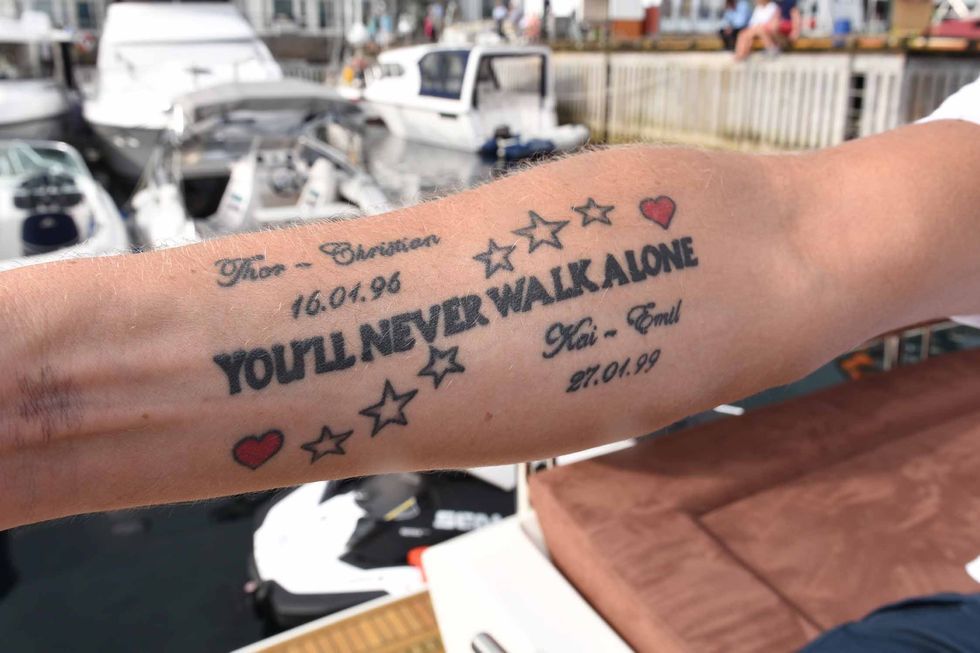 Thor ~ Christian
16.01.96
YOU'LL NEVER WALK ALONE
Kai ~ Emil
27.01.99